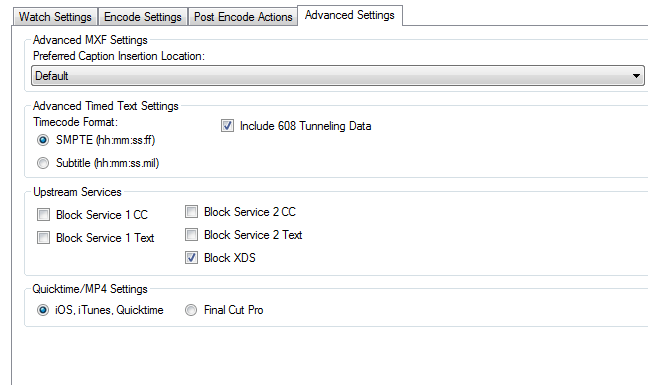 Watch Settings Encode Settings Post Encode Actions Advanced Settings
Advanced MXF Settings
Preferred Caption Insertion Location:
Default
Advanced Timed Text Settings
Timecode Format:
Include 608 Tunneling Data
SMPTE (hh:mm:ss:ff)
Subtitle (hh:mm:ss.mil)
Upstream Services
Block Service 1 CC Block Service 2 CC
Block Service 1 Text Block Service 2 Text
Block XDS
Quicktime/MP4 Settings
iOS, iTunes, Quicktime Final Cut Pro